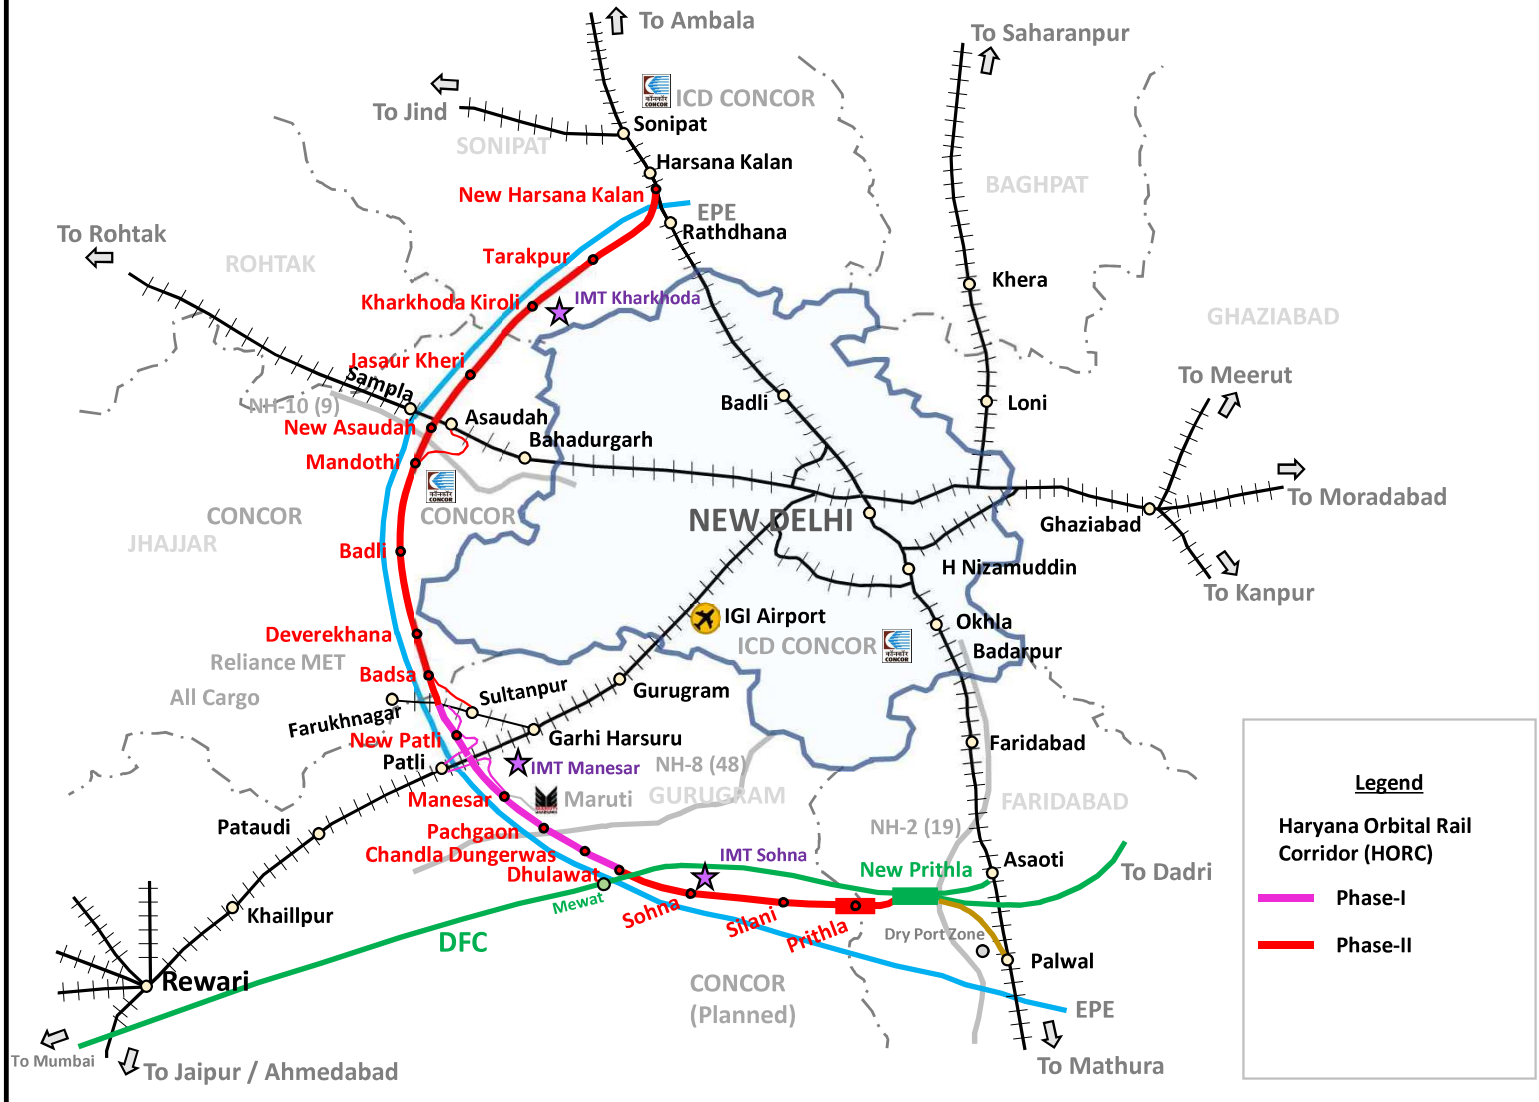 To Ambala
To Saharanpur
ICD CONCOR
कॉनकॉर
CONCOR
To Jind
Sonipat
SONIPAT
Harsana Kalan
BAGHPAT
New Harsana Kalan
EPE
Rathdhana
To Rohtak
ROHTAK
Tarakpur
Khera
Kharkhoda Kiroli
IMT Kharkhoda
GHAZIABAD
Jasaur Kheri
To Meerut
Sampla
NH-10 (9)
Badli
Loni
Asaudah
New Asaudah
Bahadurgarh
Mandothi
कॉनकॉर
CONCOR
To Moradabad
CONCOR
CONCOR
NEW DELHI
Ghaziabad
JHAJJAR
Badli
H Nizamuddin
To Kanpur
IGI Airport
Okhla
Deverekhana
ICD CONCOR
कॉनकॉर
CONCOR
Badarpur
Reliance MET
Badsa
All Cargo
Sultanpur
Gurugram
Farukhnagar
New Patli
Garhi Harsuru
Faridabad
Patli
IMT Manesar
NH-8 (48)
Manesar
Maruti
GURUGRAM
FARIDABAD
Pataudi
Pachgaon
NH-2 (19)
Chandla Dungerwas
IMT Sohna
Asaoti
Dhulawat
New Prithla
To Dadri
Mewat
Khaillpur
Sohna
Silani
Prithla
Dry Port Zone
DFC
Palwal
Rewari
CONCOR
(Planned)
EPE
To Mumbai
To Jaipur / Ahmedabad
To Mathura
Legend
Haryana Orbital Rail
Corridor (HORC)
Phase-I
Phase-II